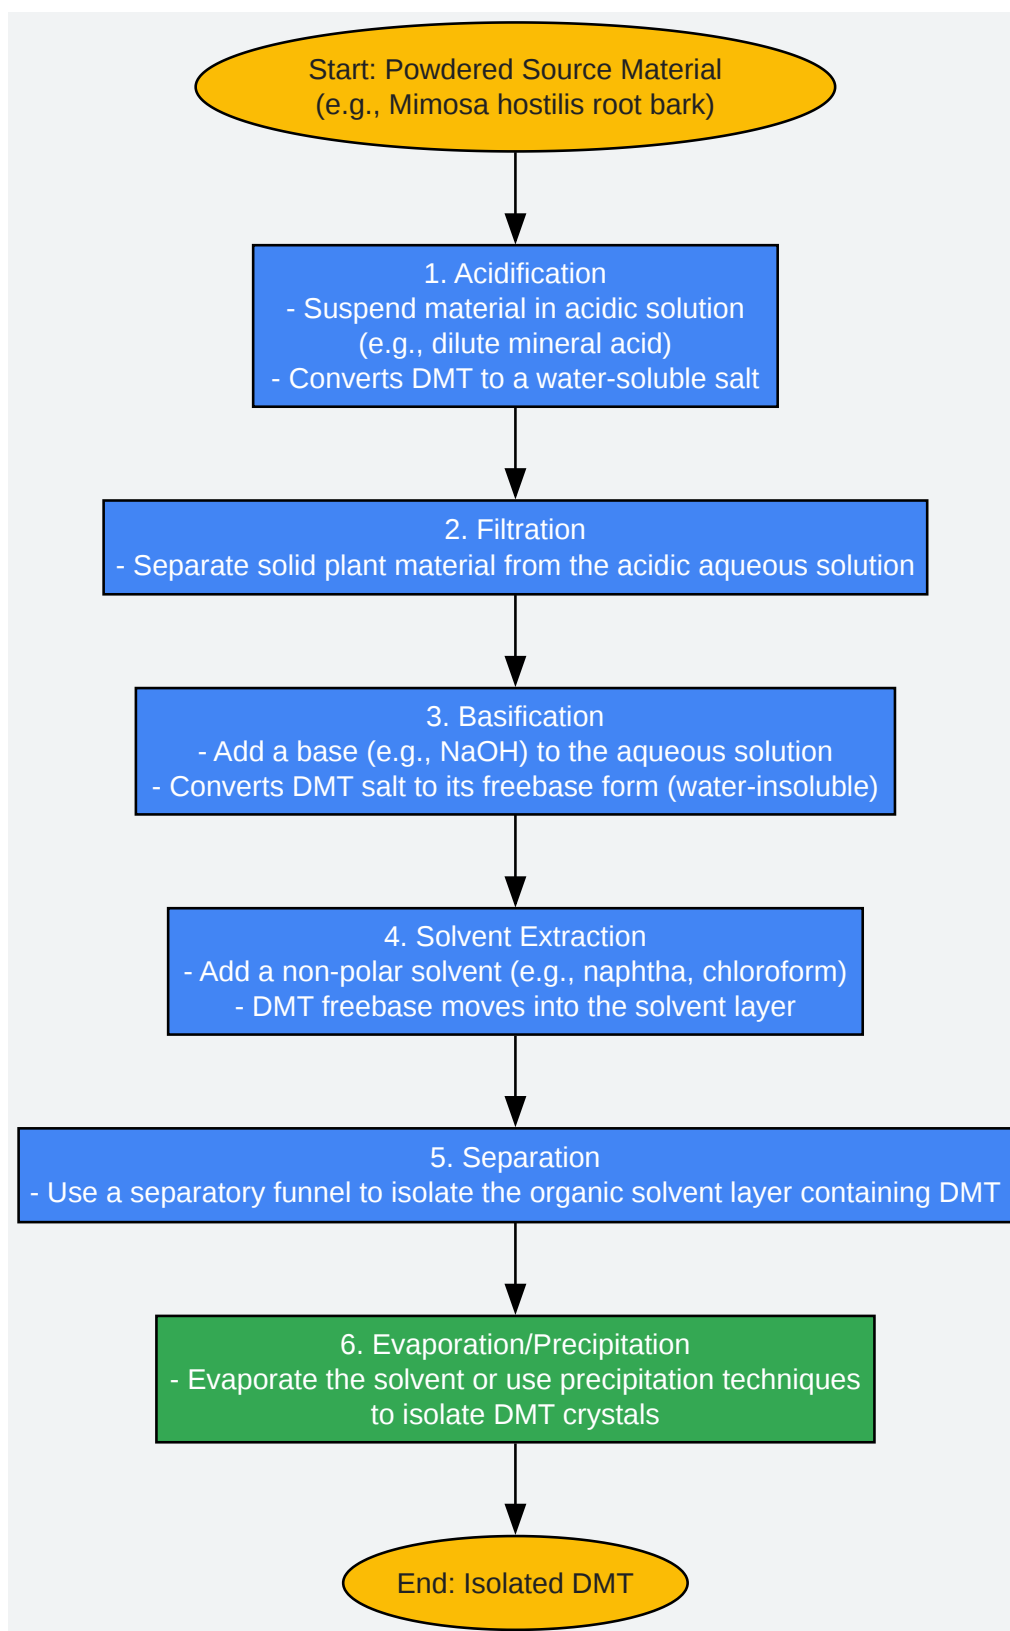 Start: Powdered Source Material
(e.g., Mimosa hostilis root bark)
1. Acidification
- Suspend material in acidic solution
(e.g., dilute mineral acid)
- Converts DMT to a water-soluble salt
2. Filtration
- Separate solid plant material from the acidic aqueous solution
3. Basification
- Add a base (e.g., NaOH) to the aqueous solution
- Converts DMT salt to its freebase form (water-insoluble)
4. Solvent Extraction
- Add a non-polar solvent (e.g., naphtha, chloroform)
- DMT freebase moves into the solvent layer
5. Separation
- Use a separatory funnel to isolate the organic solvent layer containing DMT
6. Evaporation/Precipitation
- Evaporate the solvent or use precipitation techniques
to isolate DMT crystals
End: Isolated DMT